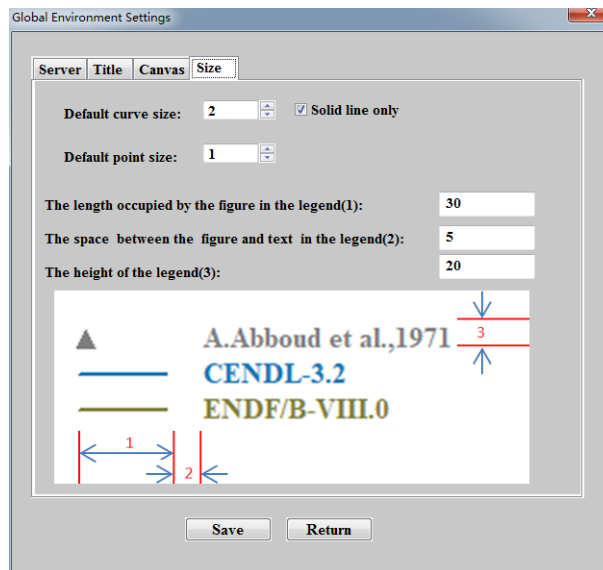 Global Environment Settings
Server Title Canvas Size
Default curve size: 2 Solid line only
Default point size: 1
The length occupied by the figure in the legend(1): 30
The space between the figure and text in the legend(2): 5
The height of the legend(3): 20
A.Abboud et al.,1971 3
CENDL-3.2
ENDF/B-VIII.0
1
2
Save Return